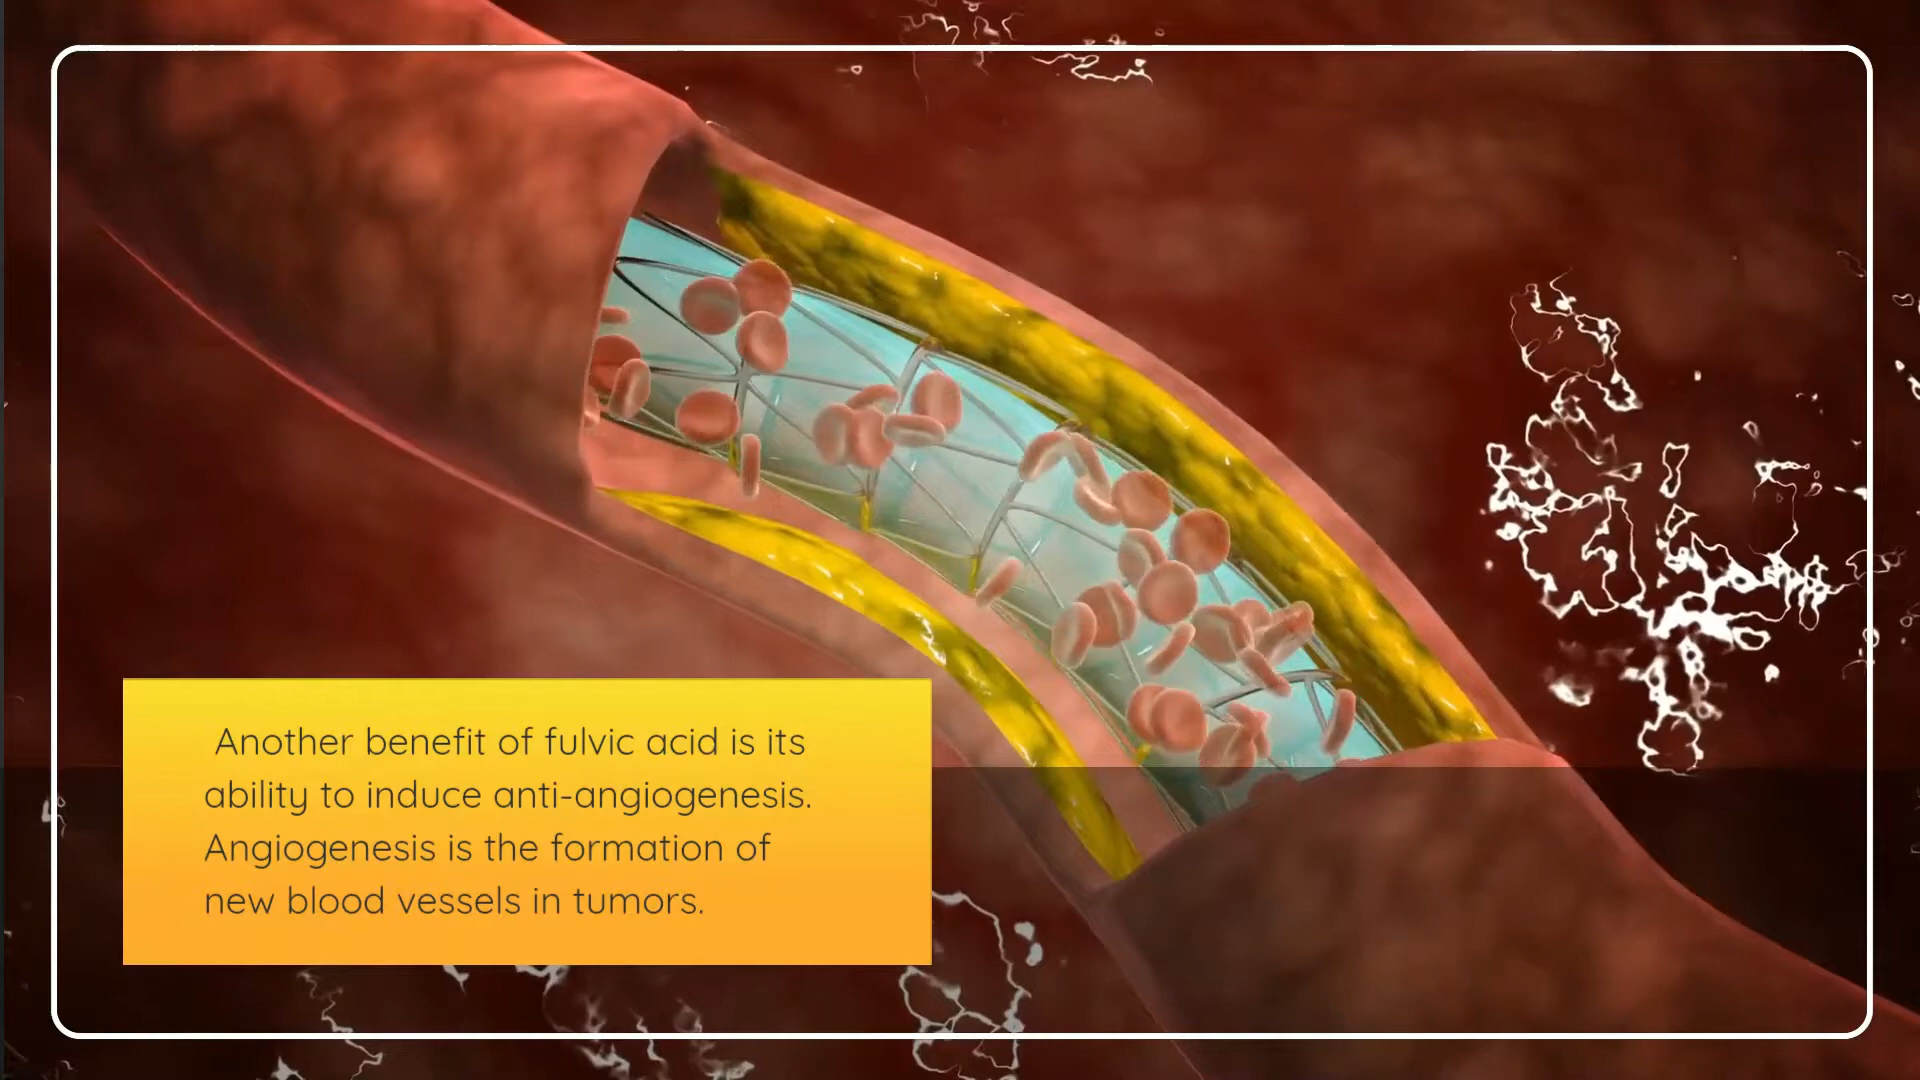 Another benefit of fulvic acid is its
ability to induce anti-angiogenesis.
Angiogenesis is the formation of
new blood vessels in tumors.